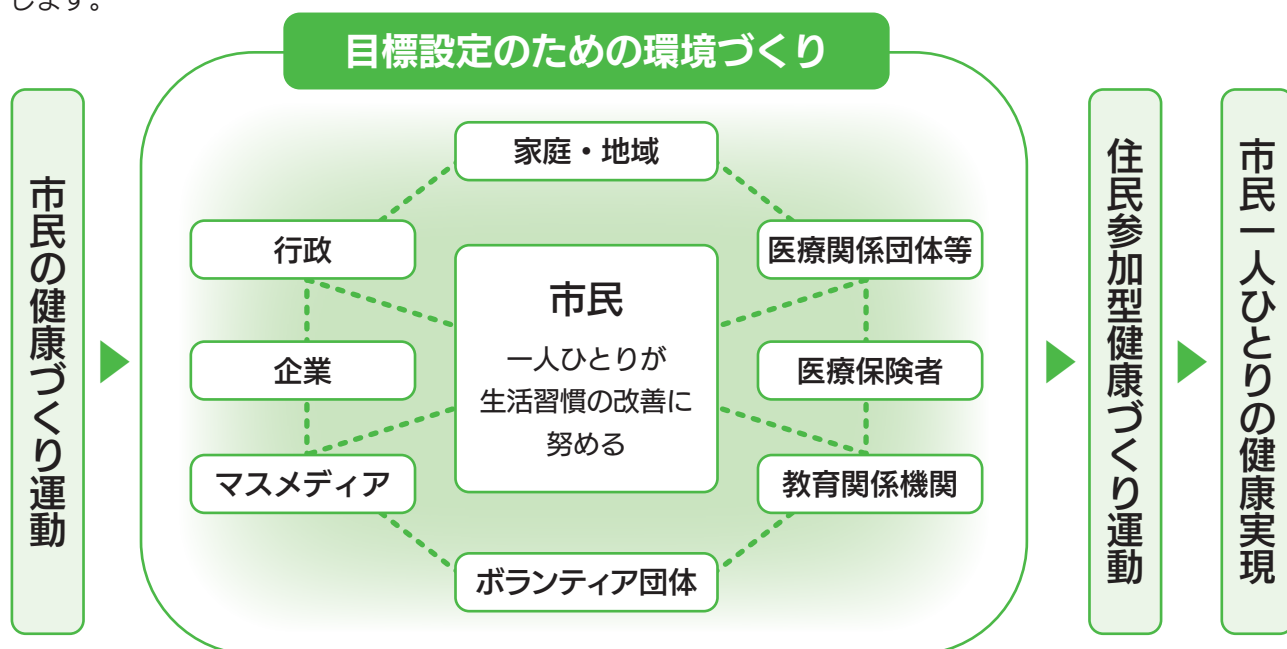 します。
目標設定のための環境づくり
市民の健康づくり運動
家庭・地域
行政
医療関係団体等
市民
一人ひとりが
生活習慣の改善に
努める
企業
医療保険者
マスメディア
教育関係機関
ボランティア団体
住民参加型健康づくり運動
市民一人ひとりの健康実現